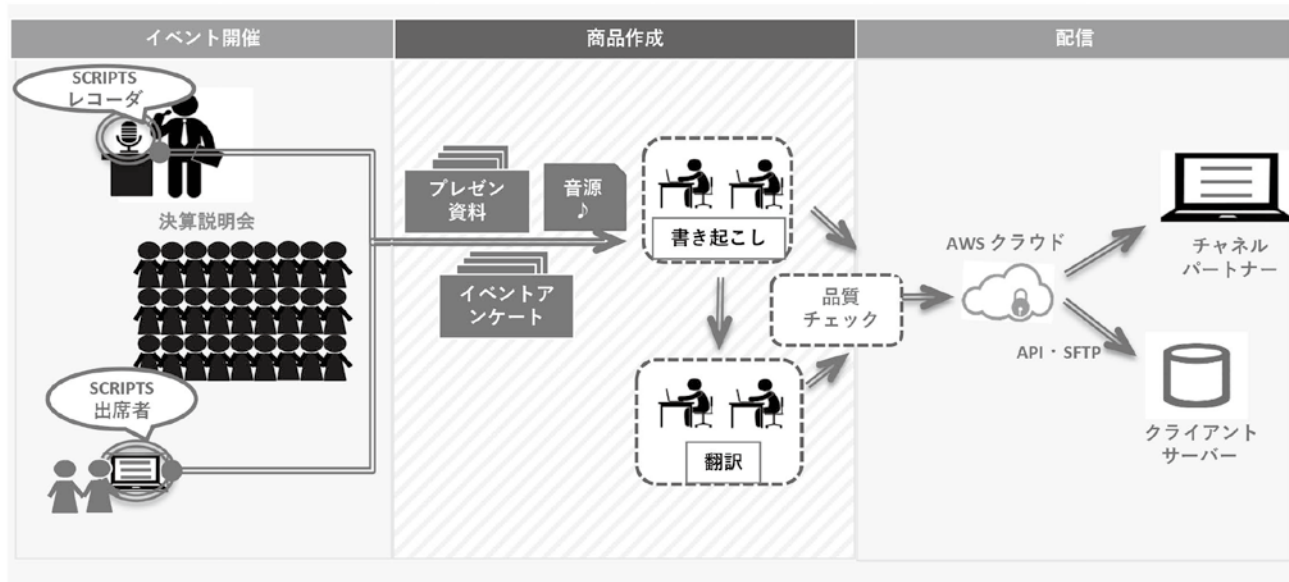 イベント開催
商品作成
配信
SCRIPTS
レコーダ
決算説明会
SCRIPTS
出席者
プレゼン
資料
音源
♪
イベントア
ンケート
書き起こし
翻訳
品質
チェック
AWS クラウド
API・SFTP
チャネル
パートナー
クライアント
サーバー